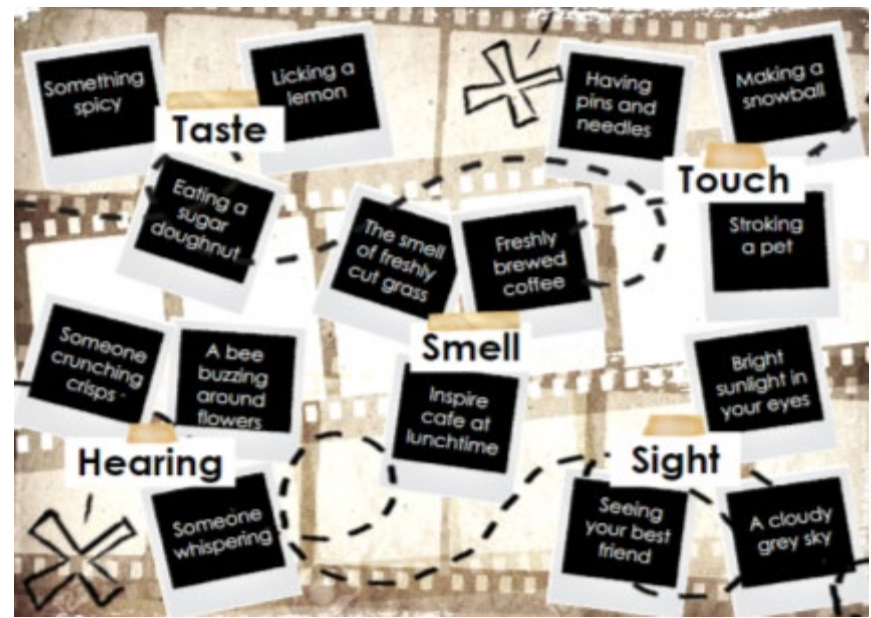 Something
spicy
Licking a
lemon
Taste
Eating a
sugar
doughnut
Having
pins and
needles
Making a
snowball
Touch
Stroking
a pet
The smell
of freshly
cut grass
Freshly
brewed
coffee
Smell
Inspire
cafe at
lunchtime
Someone
crunching
crisps
A bee
buzzing
around
flowers
Hearing
Someone
whispering
Bright
sunlight in
your eyes
Sight
Seeing
your best
friend
A cloudy
grey sky